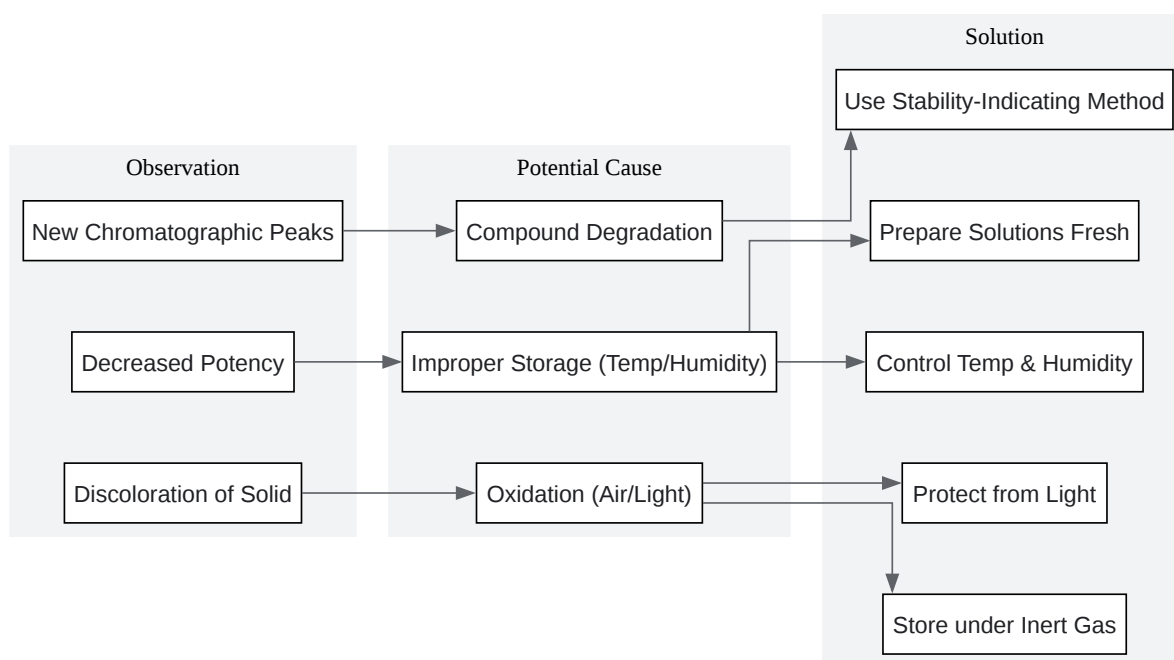 Observation
New Chromatographic Peaks
Decreased Potency
Discoloration of Solid
Potential Cause
Compound Degradation
Improper Storage (Temp/Humidity)
Oxidation (Air/Light)
Solution
Use Stability-Indicating Method
Prepare Solutions Fresh
Control Temp & Humidity
Protect from Light
Store under Inert Gas